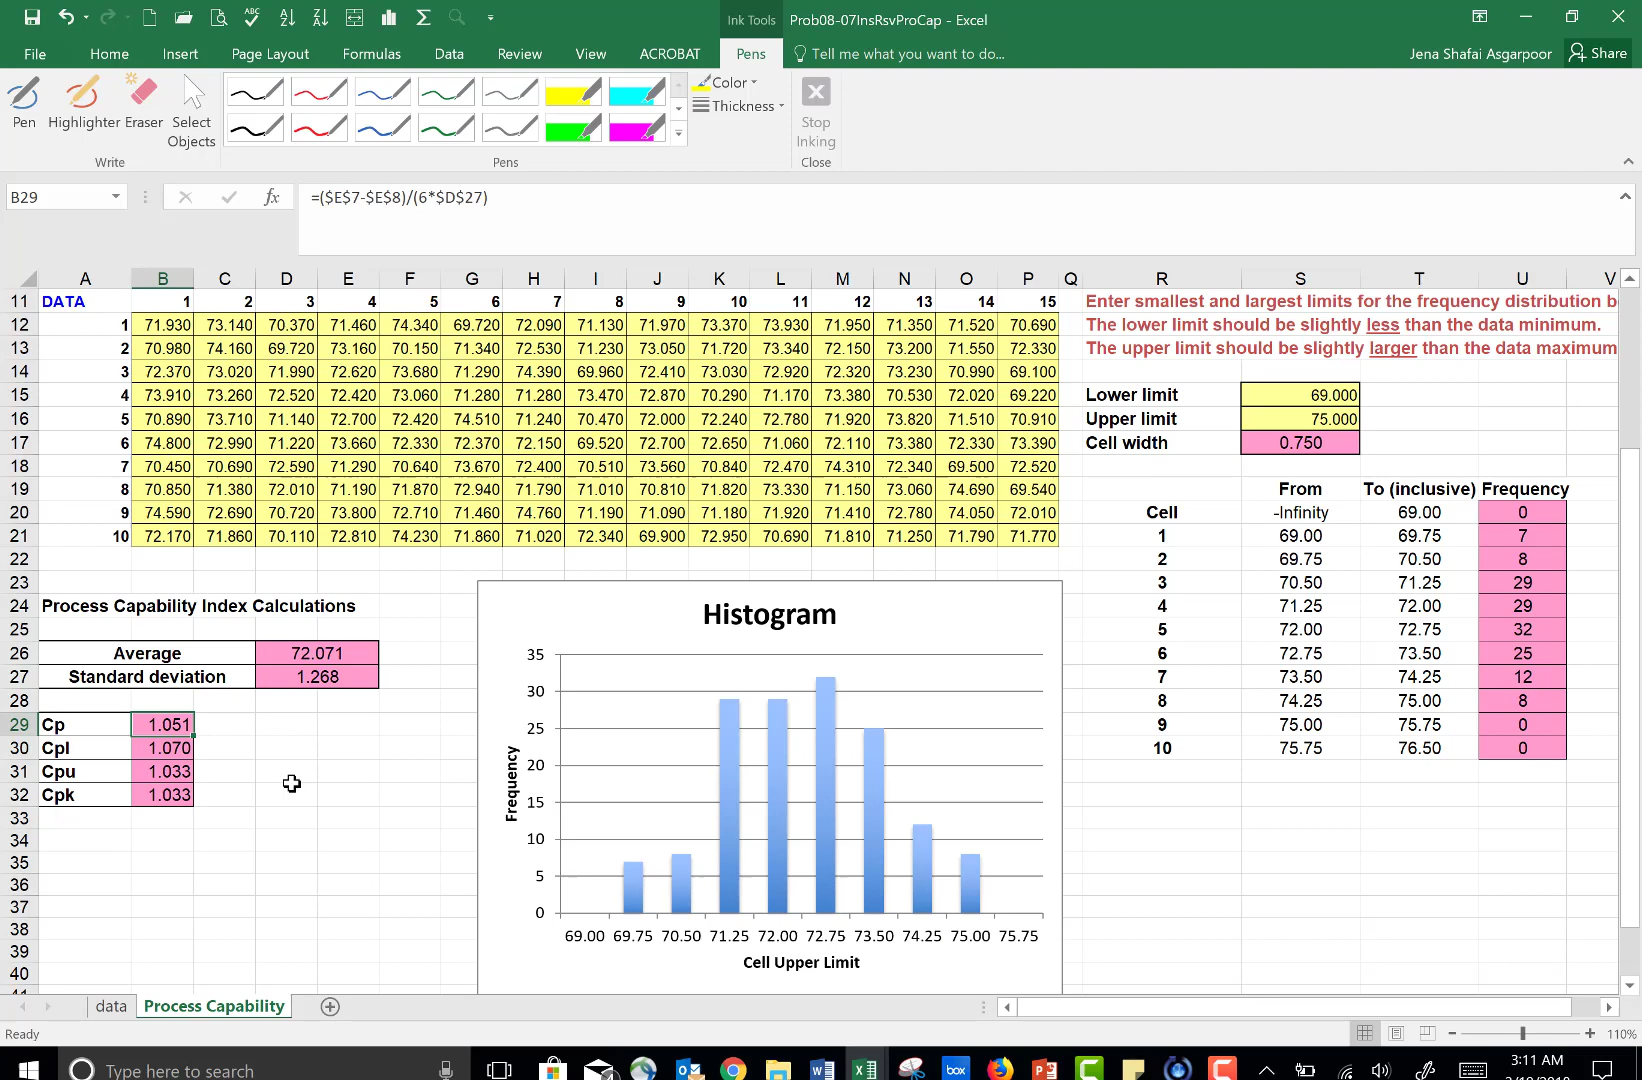 Ink Tools
Prob08-07InsRsvProCap - Excel
File Home Insert Page Layout Formulas Data Review View ACROBAT Pens Tell me what you want to do... Jena Shafai Asgarpoor Share
Pen Highlighter Eraser Select Objects
Color
Thickness
Stop Inking
Write Pens Close
B29 fx =($E$7-$E$8)/(6*$D$27)
A B C D E F G H I J K L M N O P Q R S T U V
11 DATA 1 2 3 4 5 6 7 8 9 10 11 12 13 14 15 Enter smallest and largest limits for the frequency distribution b
12 1 71.930 73.140 70.370 71.460 74.340 69.720 72.090 71.130 71.970 73.370 73.930 71.950 71.350 71.520 70.690 The lower limit should be slightly less than the data minimum.
13 2 70.980 74.160 69.720 73.160 70.150 71.340 72.530 71.230 73.050 71.720 73.340 72.150 73.200 71.550 72.330 The upper limit should be slightly larger than the data maximum
14 3 72.370 73.020 71.990 72.620 73.680 71.290 74.390 69.960 72.410 73.030 72.920 72.320 73.230 70.990 69.100
15 4 73.910 73.260 72.520 72.420 73.060 71.280 71.280 73.470 72.870 70.290 71.170 73.380 70.530 72.020 69.220 Lower limit 69.000
16 5 70.890 73.710 71.140 72.700 72.420 74.510 71.240 70.470 72.000 72.240 72.780 71.920 73.820 71.510 70.910 Upper limit 75.000
17 6 74.800 72.990 71.220 73.660 72.330 72.370 72.150 69.520 72.700 72.650 71.060 72.110 73.380 72.330 73.390 Cell width 0.750
18 7 70.450 70.690 72.590 71.290 70.640 73.670 72.400 70.510 73.560 70.840 72.470 74.310 72.340 69.500 72.520
19 8 70.850 71.380 72.010 71.190 71.870 72.940 71.790 71.010 70.810 71.820 73.330 71.150 73.060 74.690 69.540 From To (inclusive) Frequency
20 9 74.590 72.690 70.720 73.800 72.710 71.460 74.760 71.190 71.090 71.180 71.920 71.410 72.780 74.050 72.010 Cell -Infinity 69.00 0
21 10 72.170 71.860 70.110 72.810 74.230 71.860 71.020 72.340 69.900 72.950 70.690 71.810 71.250 71.790 71.770 1 69.00 69.75 7
22 2 69.75 70.50 8
23 3 70.50 71.25 29
24 Process Capability Index Calculations 4 71.25 72.00 29
25 5 72.00 72.75 32
26 Average 72.071 6 72.75 73.50 25
27 Standard deviation 1.268 7 73.50 74.25 12
28 8 74.25 75.00 8
29 Cp 1.051 9 75.00 75.75 0
30 Cpl 1.070 10 75.75 76.50 0
31 Cpu 1.033
32 Cpk 1.033
33
34
35
36
37
38
39
40
Histogram
Frequency
35
30
25
20
15
10
5
0
69.00 69.75 70.50 71.25 72.00 72.75 73.50 74.25 75.00 75.75
Cell Upper Limit
data Process Capability
Ready 110%
Type here to search box 3:11 AM